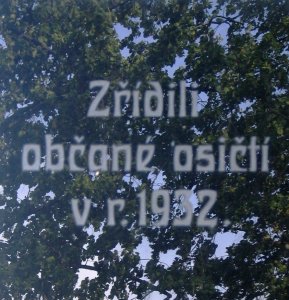 Zřídili
občané osičtí
v r. 1932.